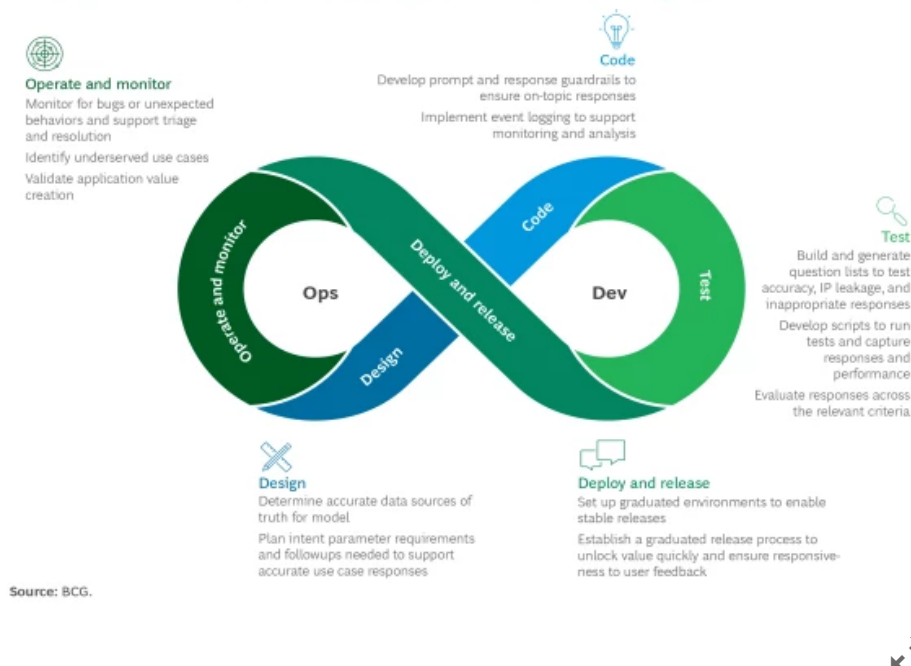 Operate and monitor
Monitor for bugs or unexpected
behaviors and support triage
and resolution
Identify underserved use cases
Validate application value
creation
Code
Develop prompt and response guardrails to
ensure on-topic responses
Implement event logging to support
monitoring and analysis
Operate and monitor
Ops
Deploy and release
Design
Code
Dev
Test
Test
Build and generate
question lists to test
accuracy, IP leakage, and
inappropriate responses
Develop scripts to run
tests and capture
responses and
performance
Evaluate responses across
the relevant criteria
Design
Determine accurate data sources of
truth for model
Plan intent parameter requirements
and followups needed to support
accurate use case responses
Deploy and release
Set up graduated environments to enable
stable releases
Establish a graduated release process to
unlock value quickly and ensure responsive-
ness to user feedback
Source: BCG.